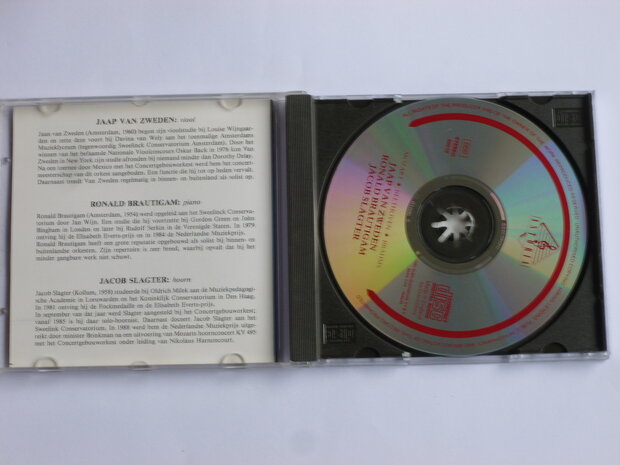 JAAP VAN ZWEDEN: viool
Jaap van Zweden (Amsterdam, 1960) begon zijn vioolstudie bij Louise Wijngaarden en zette deze voort bij Davina van Wely aan het toenmalige Amsterdams
Muzieklyceum (tegenwoordig Sweelinck Conservatorium Amsterdam). Door het
winnen van het befaamde Nationale Vioolconcours Oskar Back in 1978 kon Van
Zweden in New York zijn studie afronden bij niemand minder dan Dorothy Delay.
Na een toernee door Mexico met het Concertgebouworkest werd hem het concert-
meesterschap van dit orkest aangeboden. Een functie die hij tot op heden vervult.
Daarnaast treedt Van Zweden regelmatig in binnen- en buitenland als solist op.
RONALD BRAUTIGAM: piano
Ronald Brautigam (Amsterdam, 1954) werd opgeleid aan het Sweelinck Conserva-
torium door Jan Wijn. Een studie die hij voortzette bij Gordon Green en John
Bingham in Londen en later bij Rudolf Serkin in de Verenigde Staten. In 1979
ontving hij de Elisabeth Everts-prijs en in 1984 de Nederlandse Muziekprijs.
Ronald Brautigam heeft een grote reputatie opgebouwd als solist bij binnen- en
buitenlandse orkesten. Zijn repertoire is zeer breed, waarbij opvalt dat hij het
minder gangbare werk niet schuwt.
JACOB SLAGTER: hoorn
Jacob Slagter (Kollum, 1958) studeerde bij Oldrich Milek aan de Muziekpedagogi-
sche Academie in Leeuwarden en het Koninklijk Conservatorium in Den Haag.
In 1981 ontving hij de Fockmedaille en de Elisabeth Everts-prijs.
In september van dat jaar werd Slagter aangesteld bij het Concertgebouworkest;
vanaf 1985 is hij daar solo-hoornist. Daarnaast doceert Jacob Slagter aan het
Sweelinck Conservatorium. In 1988 werd hem de Nederlandse Muziekprijs uitge-
reikt door minister Brinkman na een uitvoering van Mozarts hoornconcert KV 495
met het Concertgebouworkest onder leiding van Nikolaus Harnoncourt.
MOZART BEETHOVEN BRAHMS
JAAP VAN ZWEDEN
RONALD BRAUTIGAM
JACOB SLAGTER
COMPACT
disc
DIGITAL AUDIO